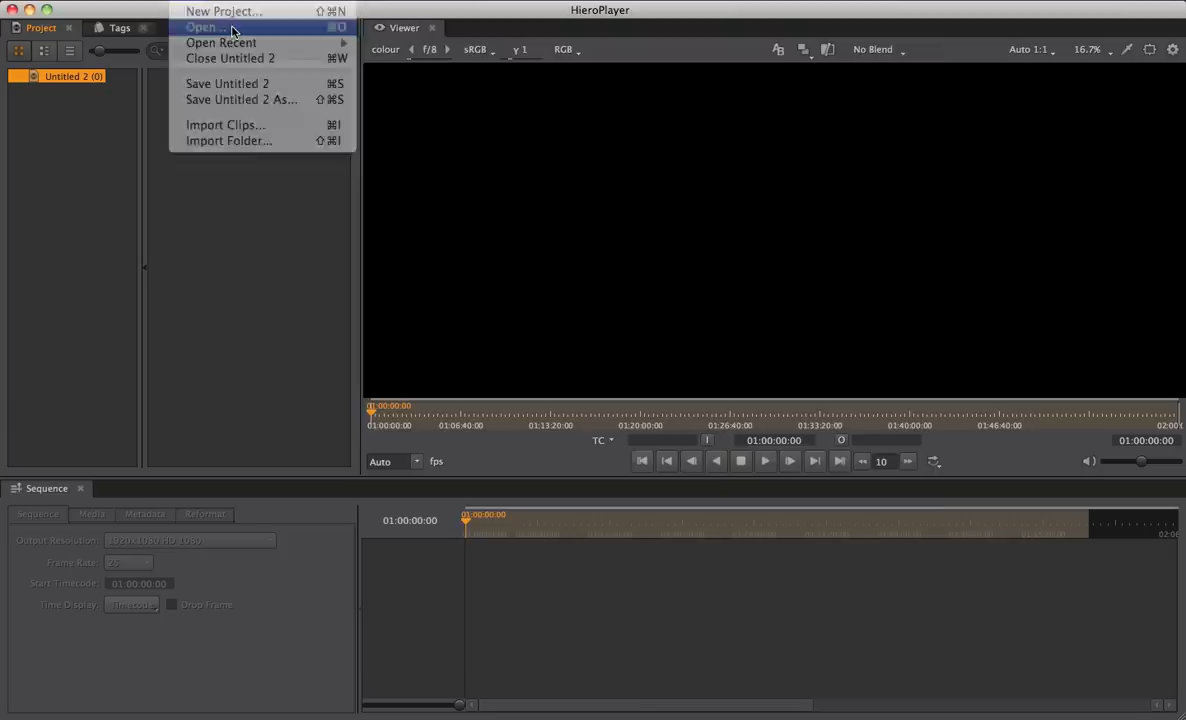 HieroPlayer
New Project... ⇧⌘N
Open... ⌘O
Open Recent
Close Untitled 2 ⌘W
Save Untitled 2 ⌘S
Save Untitled 2 As... ⇧⌘S
Import Clips... ⌘I
Import Folder... ⇧⌘I
Project
Tags
Untitled 2 (0)
Viewer
colour f/8 sRGB γ 1 RGB No Blend Auto 1:1 16.7%
01:00:00:00
01:00:00:00 01:06:40:00 01:13:20:00 01:20:00:00 01:26:40:00 01:33:20:00 01:40:00:00 01:46:40:00
TC I 01:00:00:00 O 01:00:00:00
Auto fps 10
Sequence
Sequence Media Metadata Reformat
Output Resolution: 1920x1080 HD 1080
Frame Rate: 25
Start Timecode: 01:00:00:00
Time Display: Timecode Drop Frame
01:00:00:00
01:00:00:00